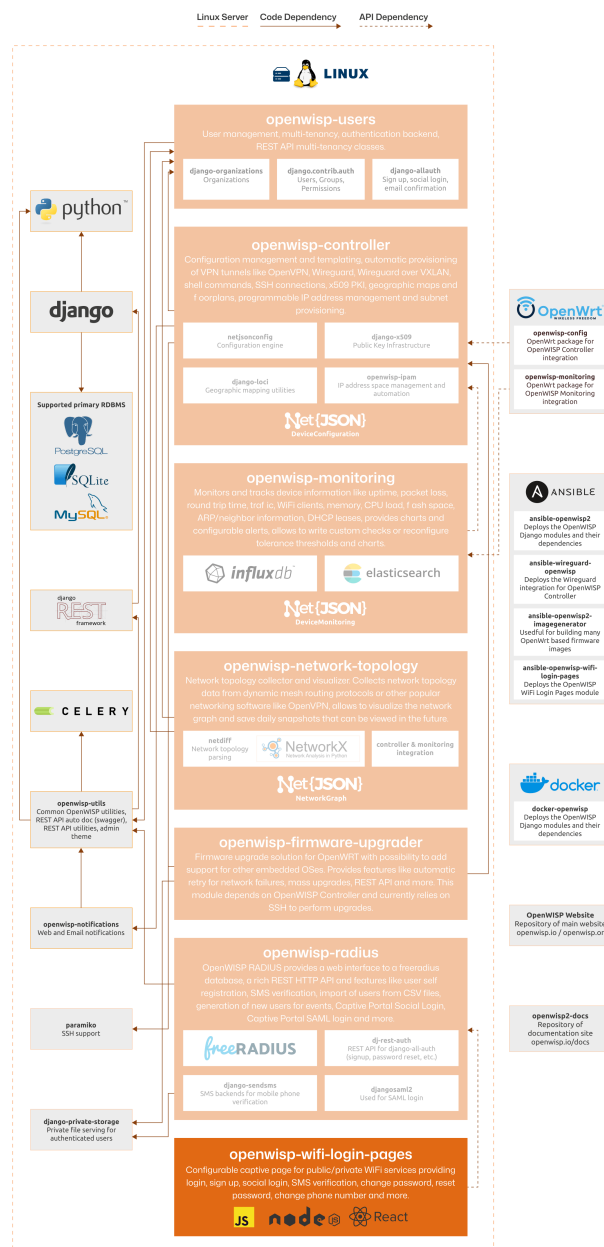 Linux Server Code Dependency API Dependency
LINUX
openwisp-users
User management, multi-tenancy, authentication backend,
REST API multi-tenancy classes.
django-organizations
Organizations
django.contrib.auth
Users, Groups,
Permissions
django-allauth
Sign up, social login,
email confirmation
python™
django
Supported primary RDBMS
PostgreSQL
SQLite
MySQL®
openwisp-controller
Configuration management and templating, automatic provisioning
of VPN tunnels like OpenVPN, Wireguard, Wireguard over VXLAN,
shell commands, SSH connections, x509 PKI, geographic maps and
f oorplans, programmable IP address management and subnet
provisioning.
netjsonconfig
Configuration engine
django-x509
Public Key Infrastructure
django-loci
Geographic mapping utilities
openwisp-ipam
IP address space management and
automation
Net{JSON}
DeviceConfiguration
OpenWrt
WIRELESS FREEDOM
openwisp-config
OpenWrt package for
OpenWISP Controller
integration
openwisp-monitoring
OpenWrt package for
OpenWISP Monitoring
integration
openwisp-monitoring
Monitors and tracks device information like uptime, packet loss,
round trip time, traf ic, WiFi clients, memory, CPU load, f ash space,
ARP/neighbor information, DHCP leases, provides charts and
configurable alerts, allows to write custom checks or reconfigure
tolerance thresholds and charts.
influxdb
elasticsearch
Net{JSON}
DeviceMonitoring
ANSIBLE
ansible-openwisp2
Deploys the OpenWISP
Django modules and their
dependencies
ansible-wireguard-
openwisp
Deploys the Wireguard
integration for OpenWISP
Controller
ansible-openwisp2-
imagegenerator
Usedful for building many
OpenWrt based firmware
images
ansible-openwisp-wifi-
login-pages
Deploys the OpenWISP
WiFi Login Pages module
django
REST
framework
CELERY
openwisp-network-topology
Network topology collector and visualizer. Collects network topology
data from dynamic mesh routing protocols or other popular
networking software like OpenVPN, allows to visualize the network
graph and save daily snapshots that can be viewed in the future.
netdiff
Network topology
parsing
NetworkX
Network Analysis in Python
controller & monitoring
integration
Net{JSON}
NetworkGraph
openwisp-utils
Common OpenWISP utilities,
REST API auto doc (swagger),
REST API utilities, admin
theme
docker
docker-openwisp
Deploys the OpenWISP
Django modules and their
dependencies
openwisp-firmware-upgrader
Firmware upgrade solution for OpenWRT with possibility to add
support for other embedded OSes. Provides features like automatic
retry for network failures, mass upgrades, REST API and more. This
module depends on OpenWISP Controller and currently relies on
SSH to perform upgrades.
openwisp-notifications
Web and Email notifications
OpenWISP Website
Repository of main website
openwisp.io / openwisp.or
openwisp-radius
OpenWISP RADIUS provides a web interface to a freeradius
database, a rich REST HTTP API and features like user self
registration, SMS verification, import of users from CSV files,
generation of new users for events, Captive Portal Social Login,
Captive Portal SAML login and more.
freeRADIUS
dj-rest-auth
REST API for django-all-auth
(signup, password reset, etc.)
django-sendsms
SMS backends for mobile phone
verification
djangosaml2
Used for SAML login
paramiko
SSH support
openwisp2-docs
Repository of
documentation site
openwisp.io/docs
django-private-storage
Private file serving for
authenticated users
openwisp-wifi-login-pages
Configurable captive page for public/private WiFi services providing
login, sign up, social login, SMS verification, change password, reset
password, change phone number and more.
JS node JS React